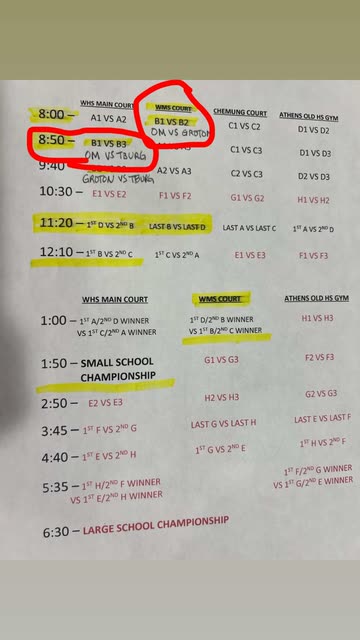 WHS MAIN COURT WMS COURT CHEMUNG COURT ATHENS OLD HS GYM
8:00 – A1 VS A2 B1 VS B2 C1 VS C2 D1 VS D2
OM VS GROTON
8:50 – B1 VS B3 C1 VS C3 D1 VS D3
OM VS TBURG
9:40 A2 VS A3 C2 VS C3 D2 VS D3
GROTON VS TBURG
10:30 – E1 VS E2 F1 VS F2 G1 VS G2 H1 VS H2
11:20 – 1ST D VS 2ND B LAST B VS LAST D LAST A VS LAST C 1ST A VS 2ND D
12:10 – 1ST B VS 2ND C 1ST C VS 2ND A E1 VS E3 F1 VS F3
WHS MAIN COURT WMS COURT ATHENS OLD HS GYM
1:00 – 1ST A/2ND D WINNER 1ST D/2ND B WINNER H1 VS H3
VS 1ST C/2ND A WINNER VS 1ST B/2ND C WINNER
1:50 – SMALL SCHOOL G1 VS G3 F2 VS F3
CHAMPIONSHIP
2:50 – E2 VS E3 H2 VS H3 G2 VS G3
3:45 – 1ST F VS 2ND G LAST G VS LAST H LAST E VS LAST F
4:40 – 1ST E VS 2ND H 1ST G VS 2ND E 1ST H VS 2ND F
5:35 – 1ST H/2ND F WINNER 1ST F/2ND G WINNER
VS 1ST E/2ND H WINNER VS 1ST G/2ND E WINNER
6:30 – LARGE SCHOOL CHAMPIONSHIP